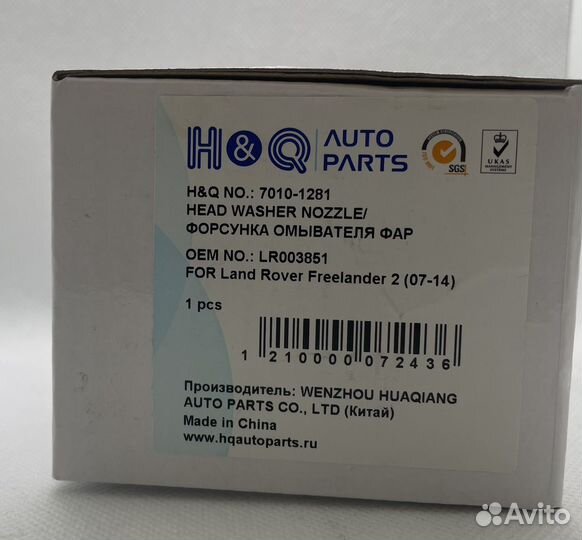 H&Q AUTO PARTS
SGS
UKAS
MANAGEMENT
SYSTEMS
H&Q NO.: 7010-1281
HEAD WASHER NOZZLE/
ФОРСУНКА ОМЫВАТЕЛЯ ФАР
OEM NO.: LR003851
FOR Land Rover Freelander 2 (07-14)
1 pcs
1 210000 072436
Производитель: WENZHOU HUAQIANG
AUTO PARTS CO., LTD (Китай)
Made in China
www.hqautoparts.ru
Avito